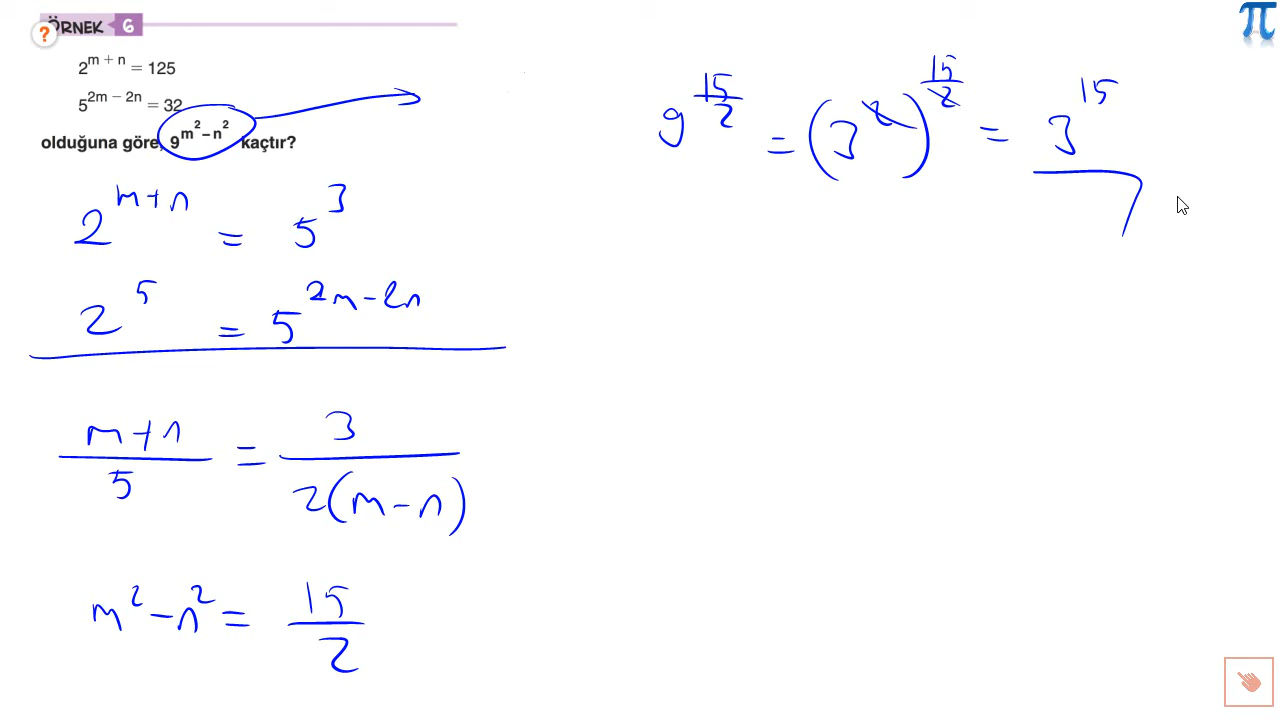 ÖRNEK 6
2^{m + n} = 125
5^{2m – 2n} = 32
olduğuna göre, 9^{m² – n²} kaçtır?
2^{m+n} = 5^3
2^5 = 5^{2m-2n}
(m+n)/5 = 3/(2(m-n))
m² - n² = 15/2
9^{15/2} = (3^2)^{15/2} = 3^{15}
π